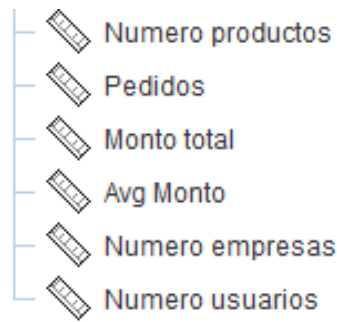 Numero productos
Pedidos
Monto total
Avg Monto
Numero empresas
Numero usuarios